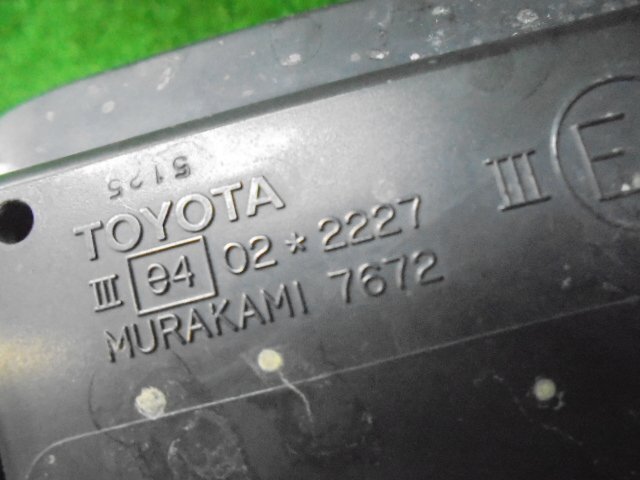 5125
TOYOTA
III e4 02*2227
MURAKAMI 7672
III E